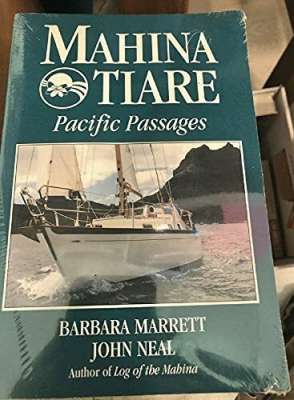 MAHINA
TIARE
Pacific Passages
BARBARA MARRETT
JOHN NEAL
Author of Log of the Mahina